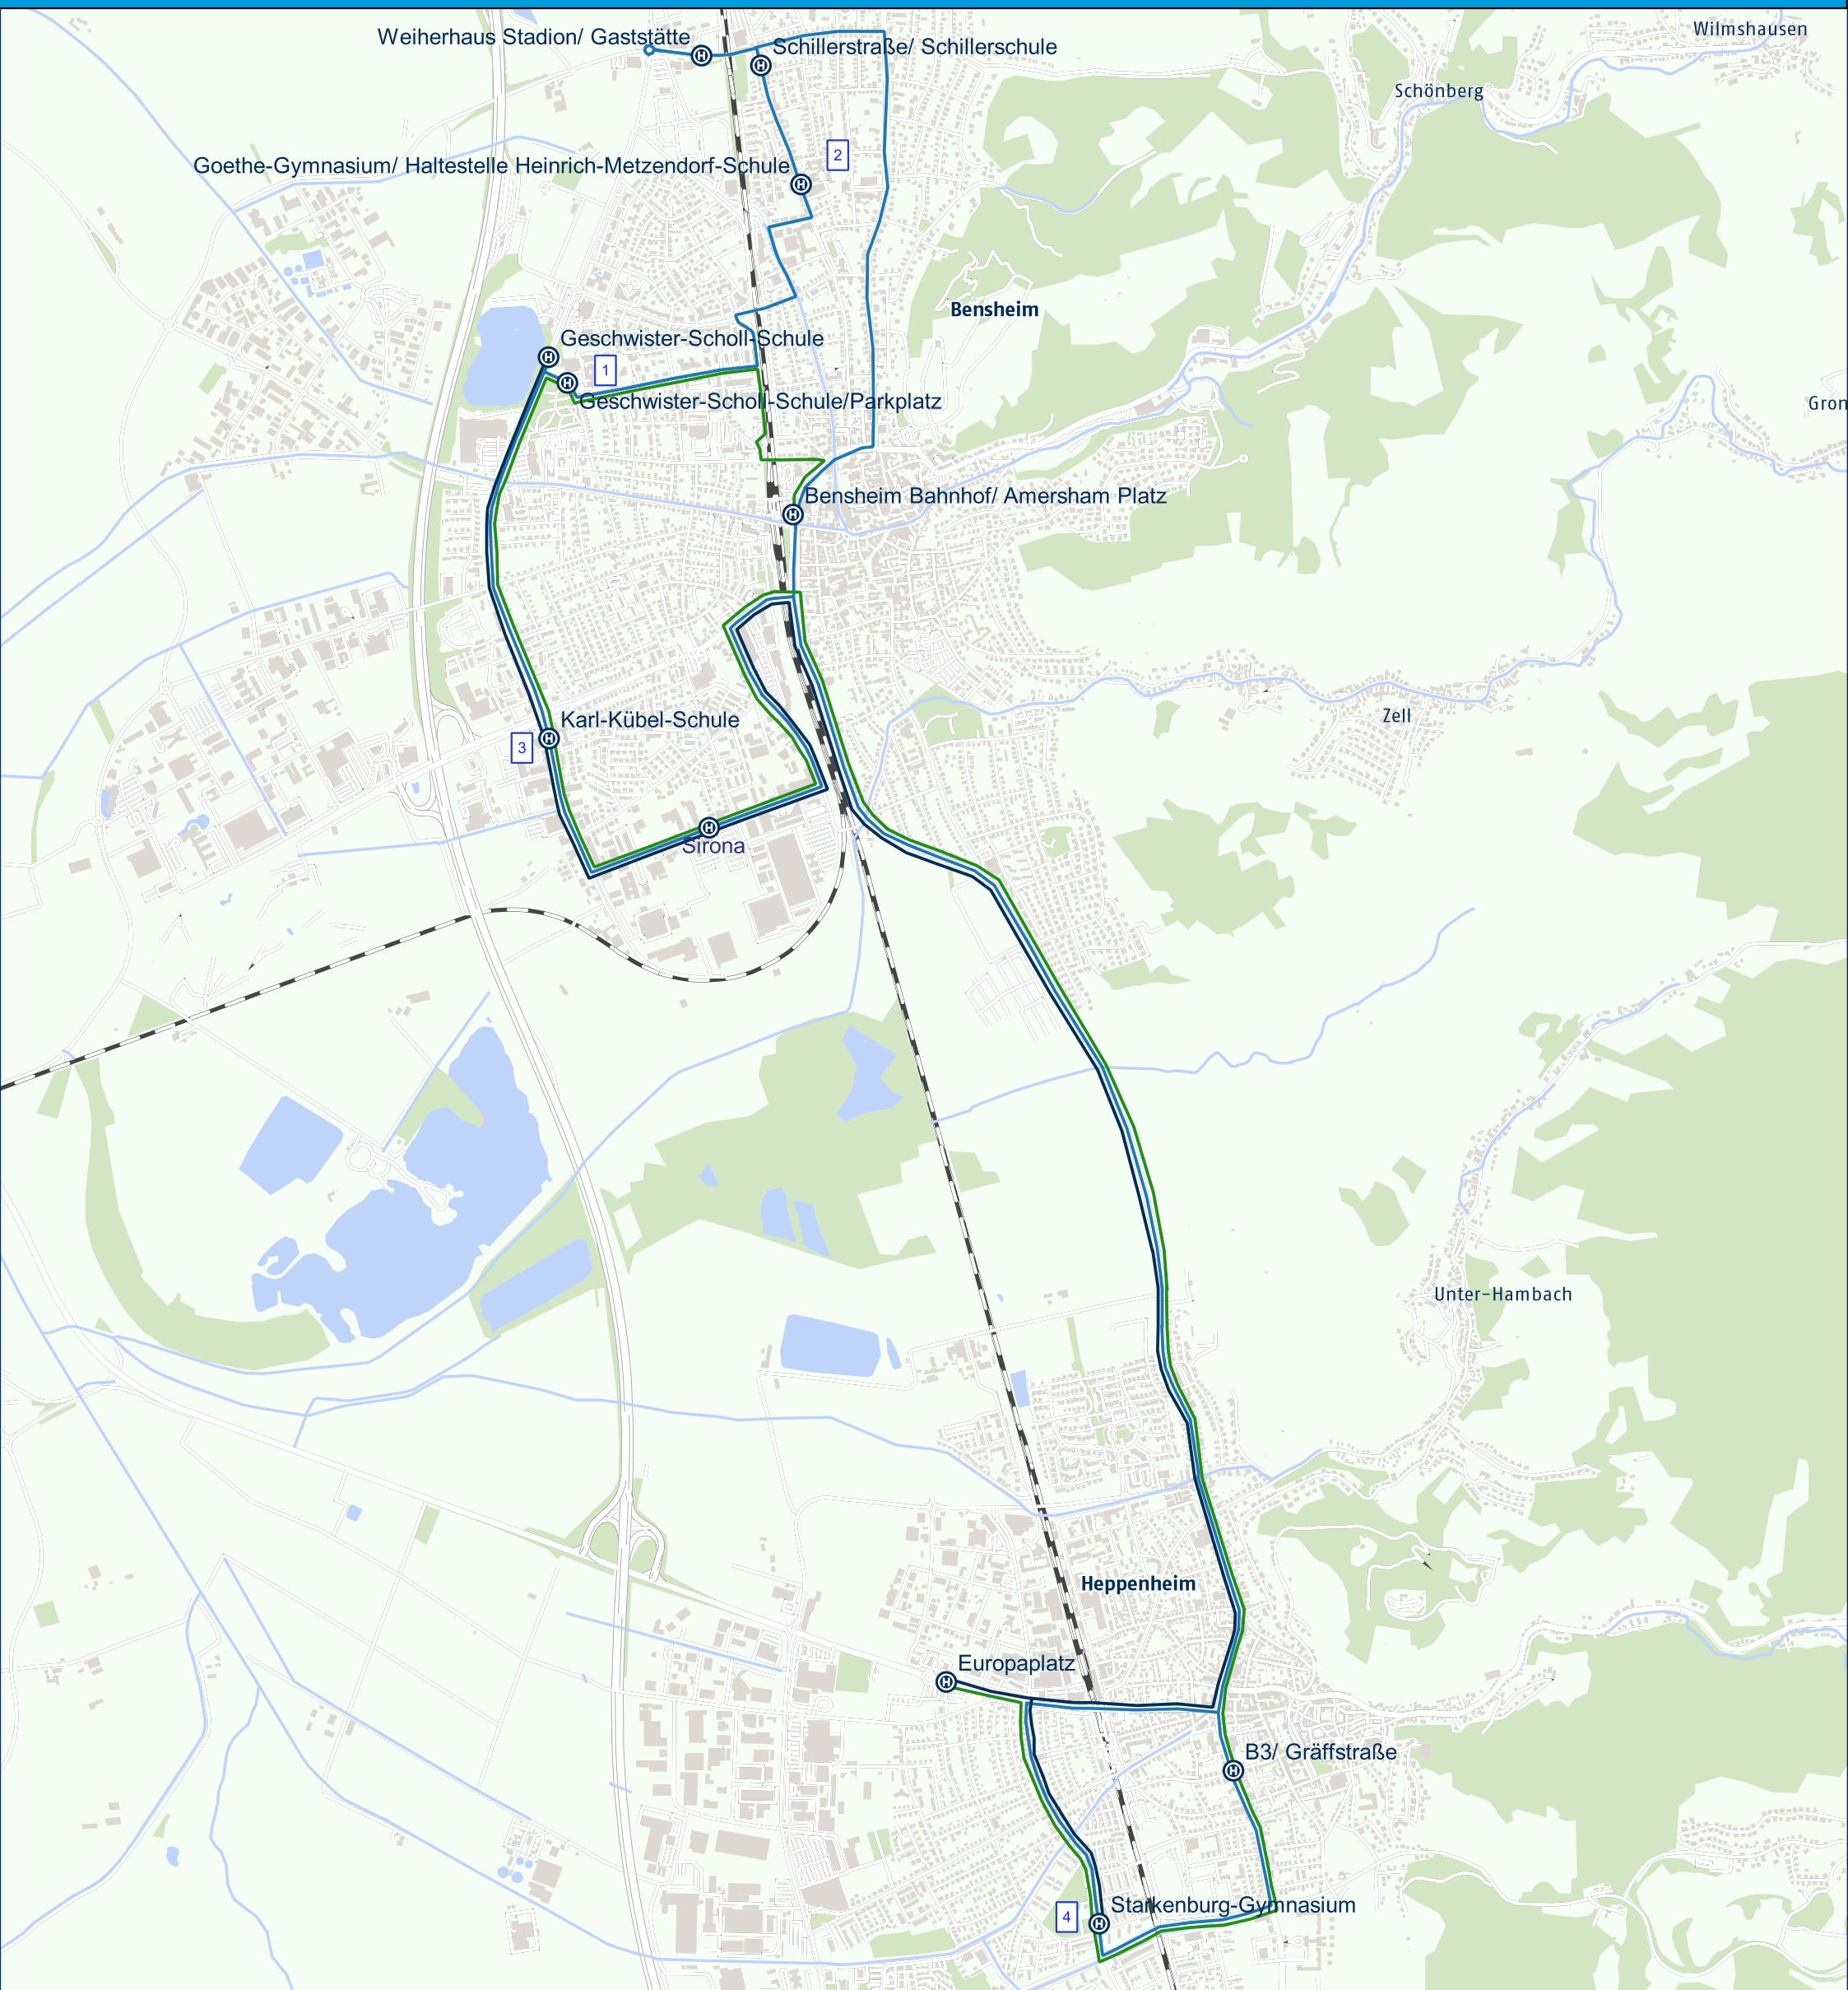 Wilmshausen
Weiherhaus Stadion/ Gaststätte
Schillerstraße/ Schillerschule
Schönberg
2
Goethe-Gymnasium/ Haltestelle Heinrich-Metzendorf-Schule
Bensheim
Geschwister-Scholl-Schule
1
Geschwister-Scholl-Schule/Parkplatz
Gron
Bensheim Bahnhof/ Amersham Platz
Zell
Karl-Kübel-Schule
3
Sirona
Unter-Hambach
Heppenheim
Europaplatz
B3/ Gräffstraße
Starkenburg-Gymnasium
4